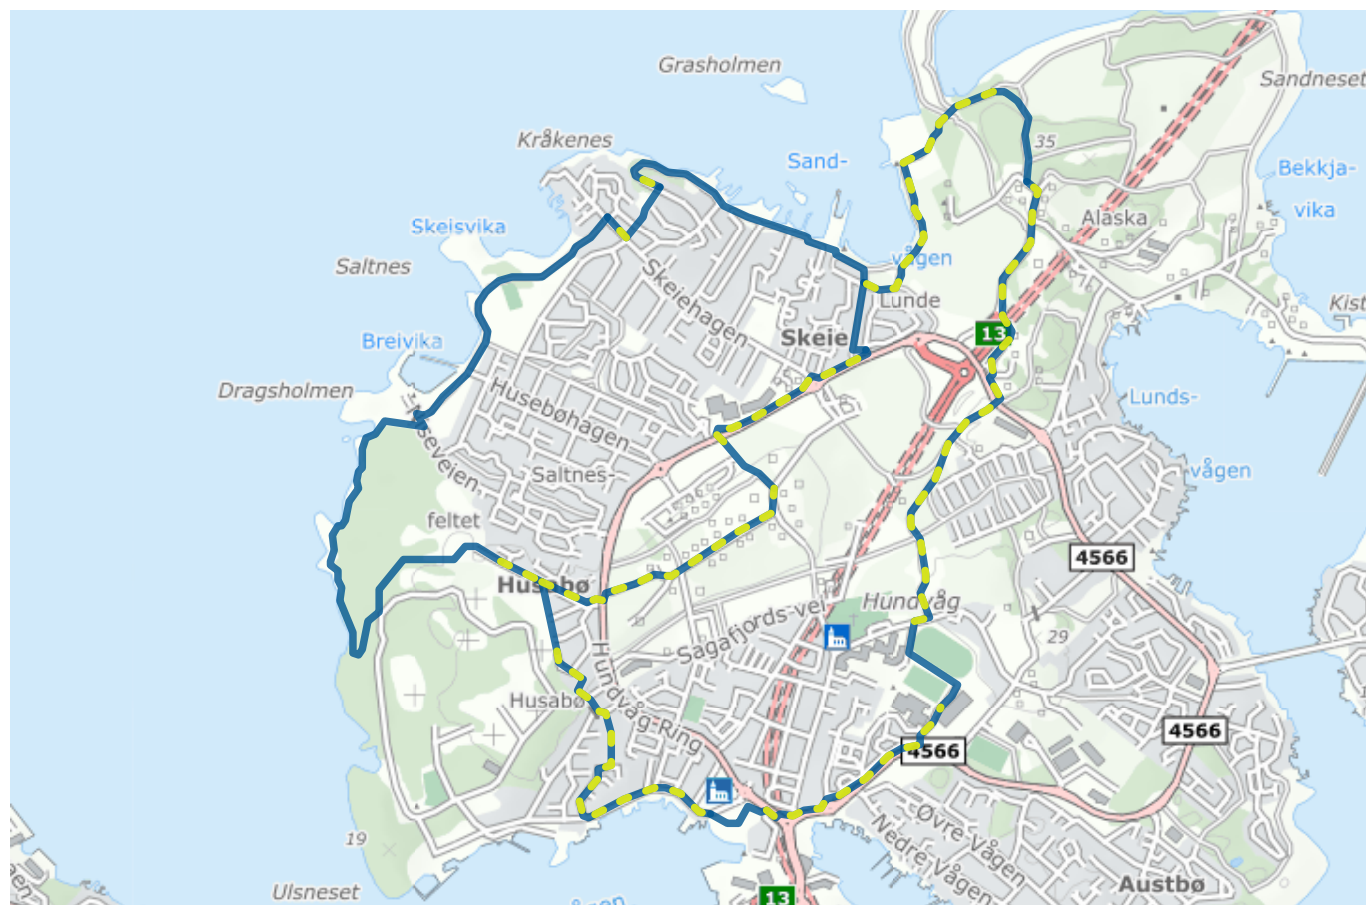 Grasholmen
Sandneset
Kråkenes
35
Sand-
Bekkja-
vika
Skeisvika
Alaska
Saltnes
vågen
Skeiehagen
Lunde
Kist
13
Skeie
Breivika
Dragsholmen
Husebøhagen
Lunds-
seveien
Saltnes-
vågen
feltet
4566
Husabø
Hundvåg
Sagafjords-vei
29
Hundvåg-Ring
Husabø
4566
4566
19
Øvre Vågen
Nedre Vågen
Austbø
Ulsneset
13